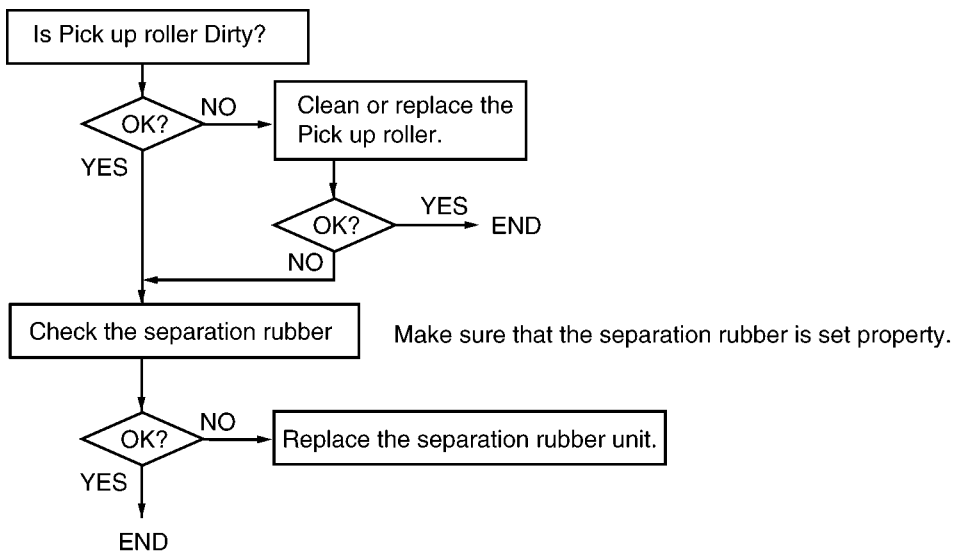 Is Pick up roller Dirty?
OK?
NO
YES
Clean or replace the
Pick up roller.
OK?
YES
END
NO
Check the separation rubber
Make sure that the separation rubber is set property.
OK?
NO
Replace the separation rubber unit.
YES
END